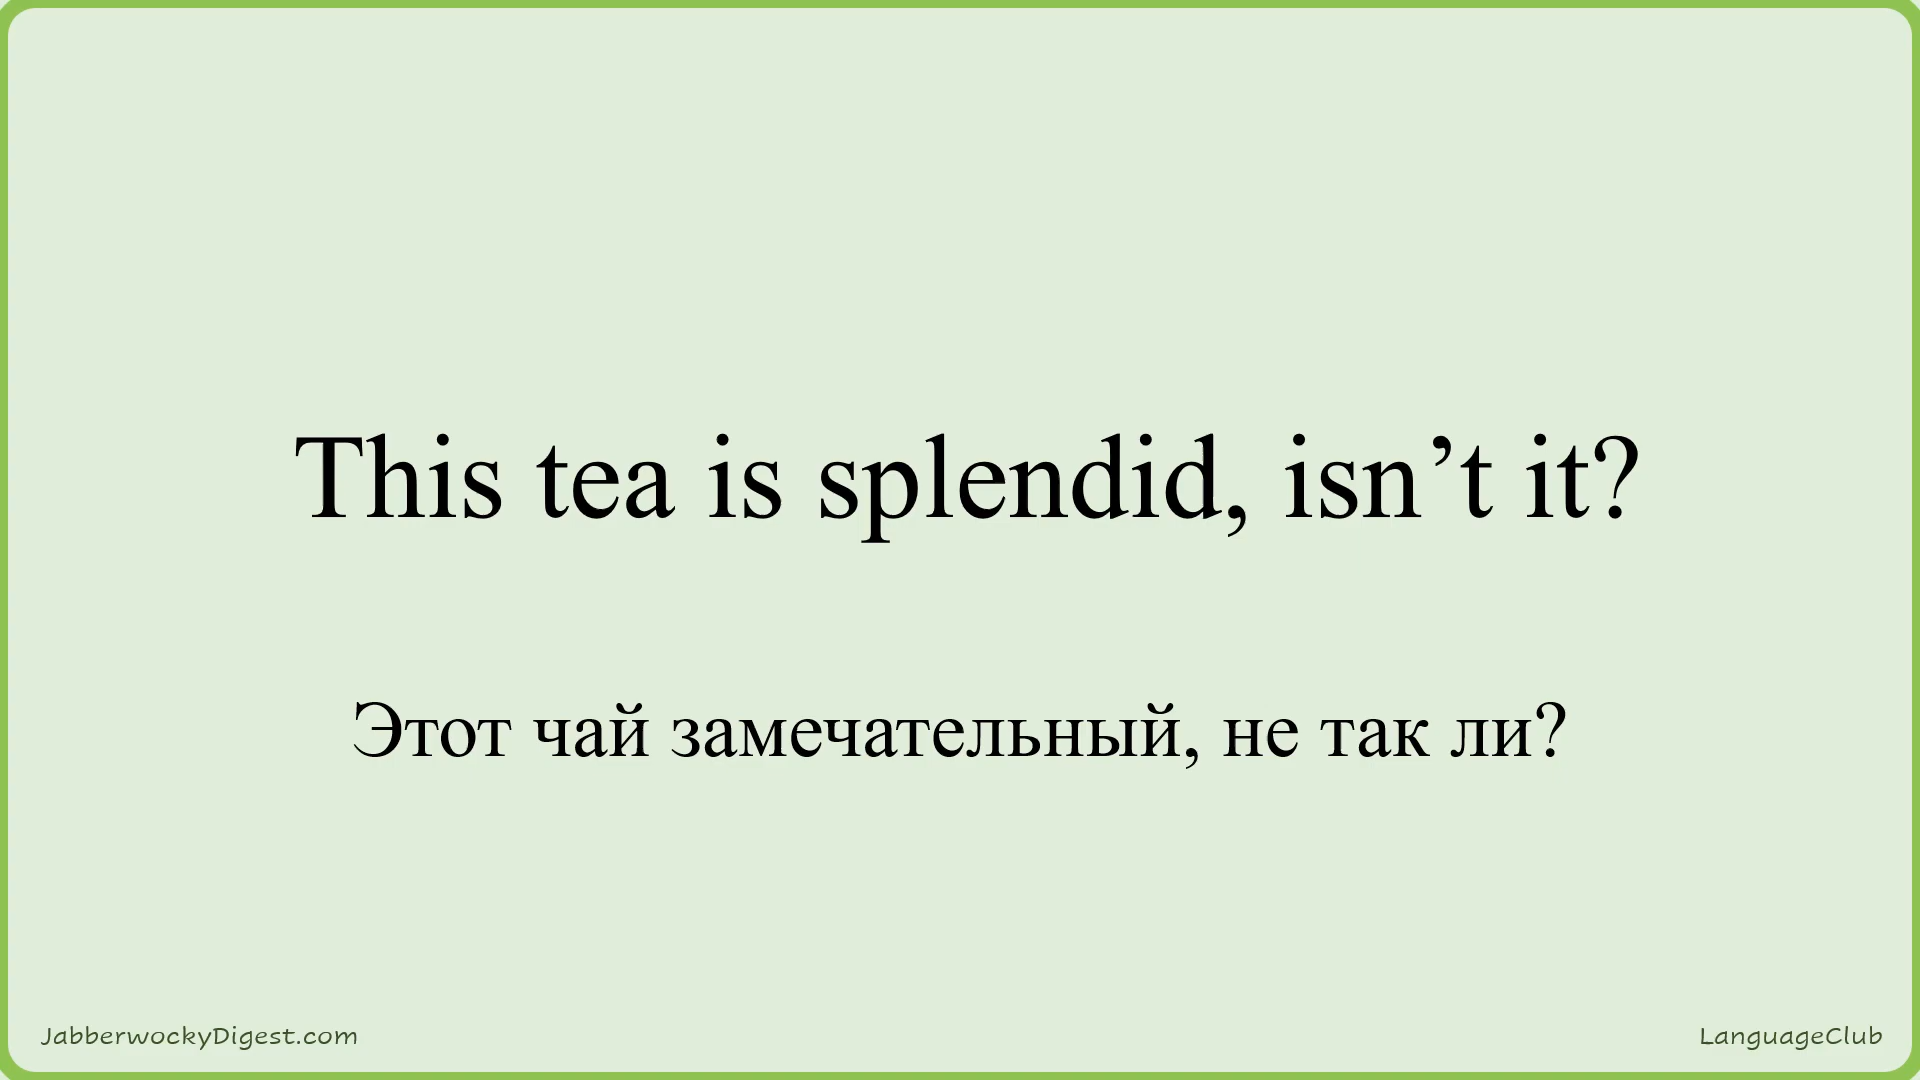 This tea is splendid, isn’t it?
Этот чай замечательный, не так ли?
JabberwockyDigest.com
LanguageClub